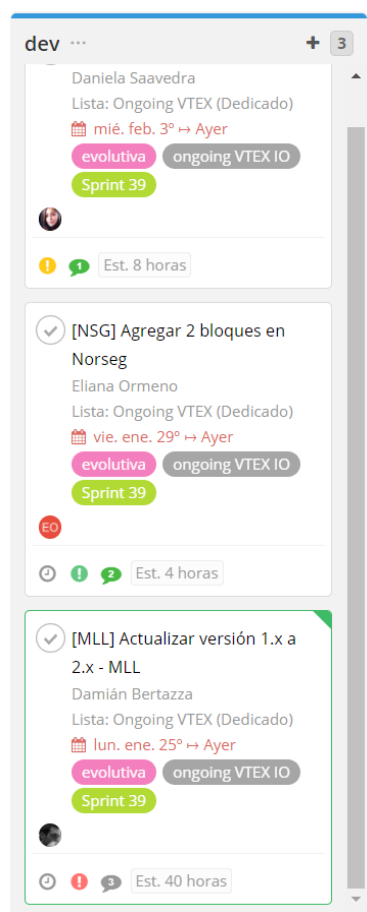 dev ...
+ 3
Daniela Saavedra
Lista: Ongoing VTEX (Dedicado)
mié. feb. 3º ↦ Ayer
evolutiva ongoing VTEX IO
Sprint 39
1 Est. 8 horas
[NSG] Agregar 2 bloques en
Norseg
Eliana Ormeno
Lista: Ongoing VTEX (Dedicado)
vie. ene. 29º ↦ Ayer
evolutiva ongoing VTEX IO
Sprint 39
EO
2 Est. 4 horas
[MLL] Actualizar versión 1.x a
2.x - MLL
Damián Bertazza
Lista: Ongoing VTEX (Dedicado)
lun. ene. 25º ↦ Ayer
evolutiva ongoing VTEX IO
Sprint 39
3 Est. 40 horas